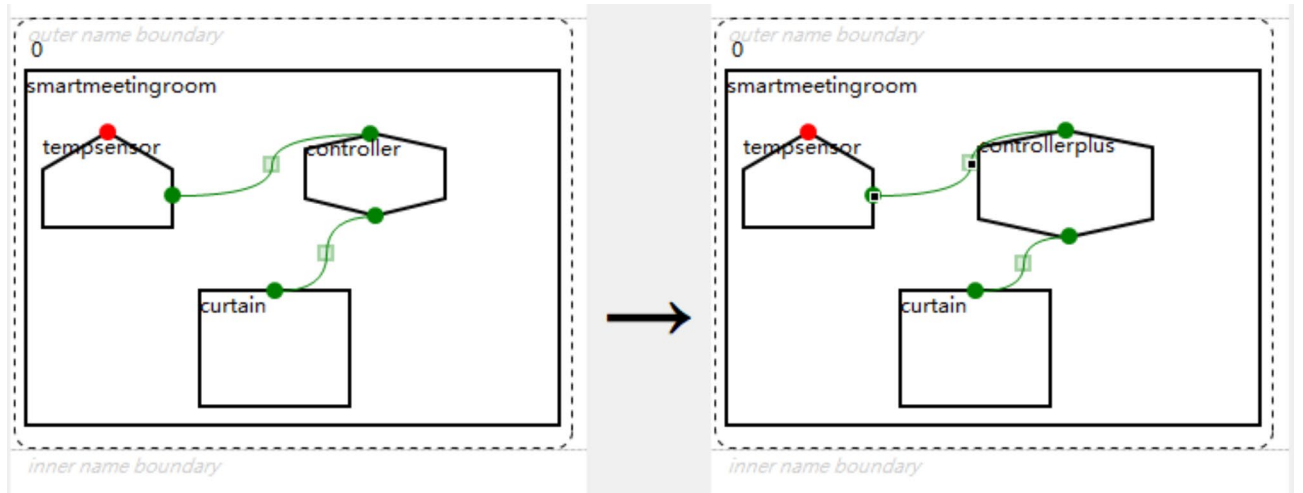 outer name boundary
0
smartmeetingroom
tempsensor
controller
curtain
inner name boundary
outer name boundary
0
smartmeetingroom
tempsensor
controllerplus
curtain
inner name boundary